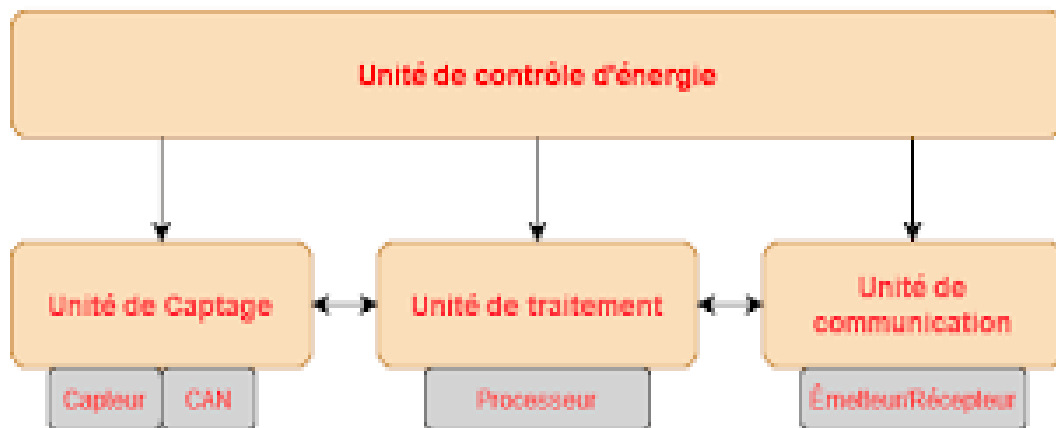 Unité de contrôle d'énergie
Unité de Captage
Unité de traitement
Unité de
communication
Capteur
CAN
Processeur
Émetteur/Récepteur